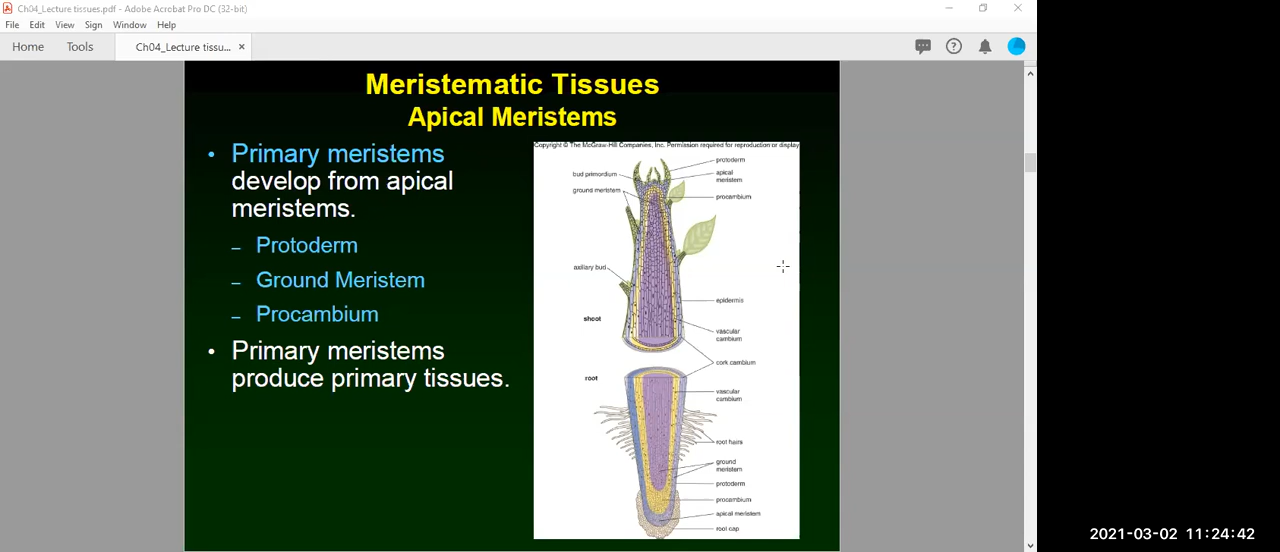 Ch04_Lecture tissues.pdf - Adobe Acrobat Pro DC (32-bit)
File Edit View Sign Window Help
Home Tools Ch04_Lecture tissu... ×
Meristematic Tissues
Apical Meristems
• Primary meristems
develop from apical
meristems.
– Protoderm
– Ground Meristem
– Procambium
• Primary meristems
produce primary tissues.
Copyright © The McGraw-Hill Companies, Inc. Permission required for reproduction or display
protoderm
bud primordium
apical
meristem
ground meristem
procambium
axillary bud
epidermis
shoot
vascular
cambium
cork cambium
root
vascular
cambium
root hairs
ground
meristem
protoderm
procambium
apical meristem
root cap
2021-03-02 11:24:42